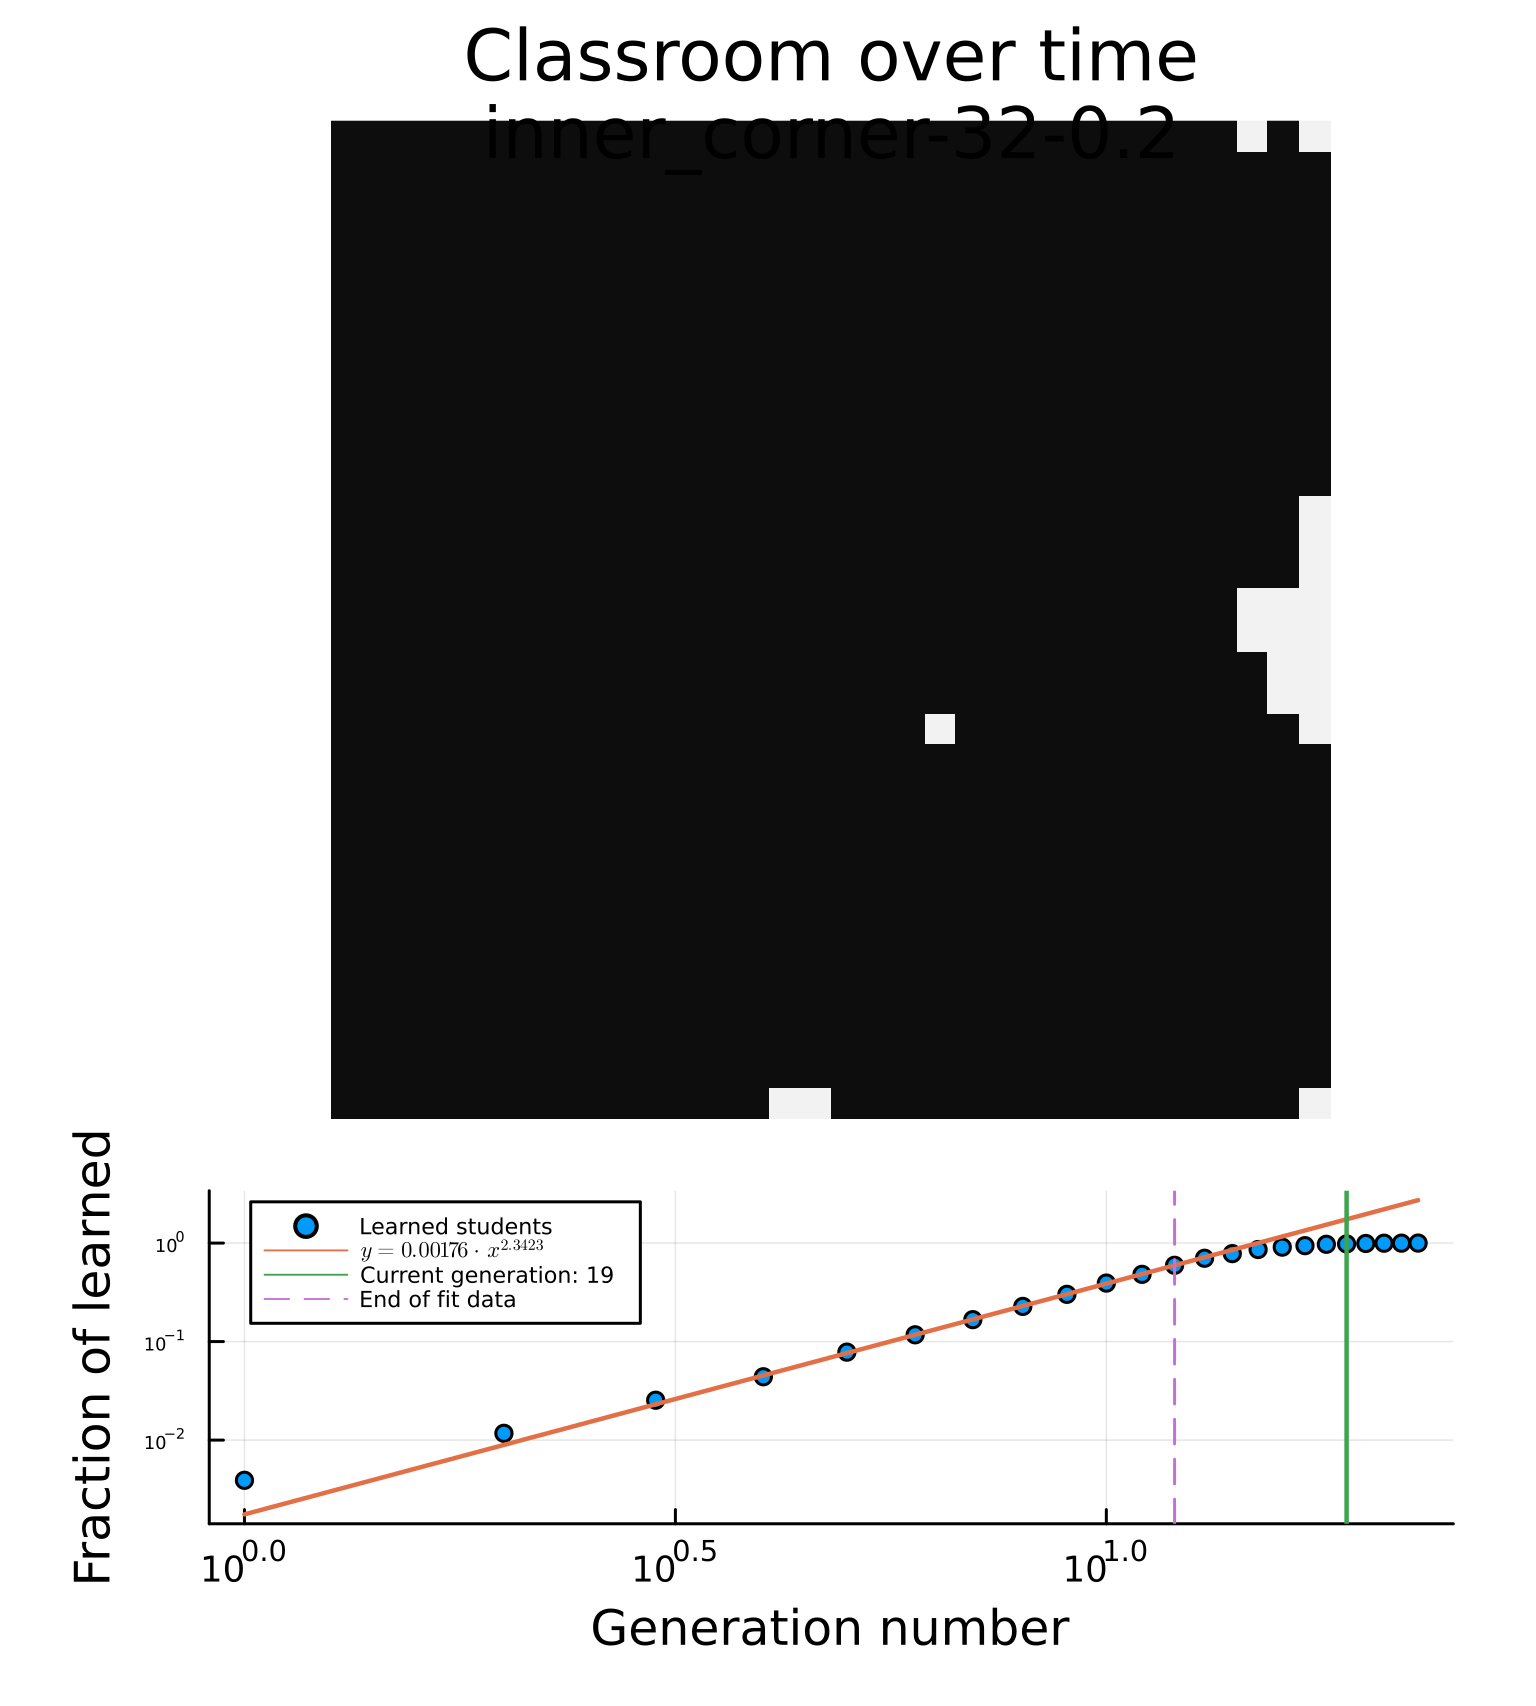 Classroom over time
inner_corner-32-0.2
Fraction of learned
10^0
10^−1
10^−2
Learned students
y = 0.00176 · x^2.3423
Current generation: 19
End of fit data
10^0.0
10^0.5
10^1.0
Generation number